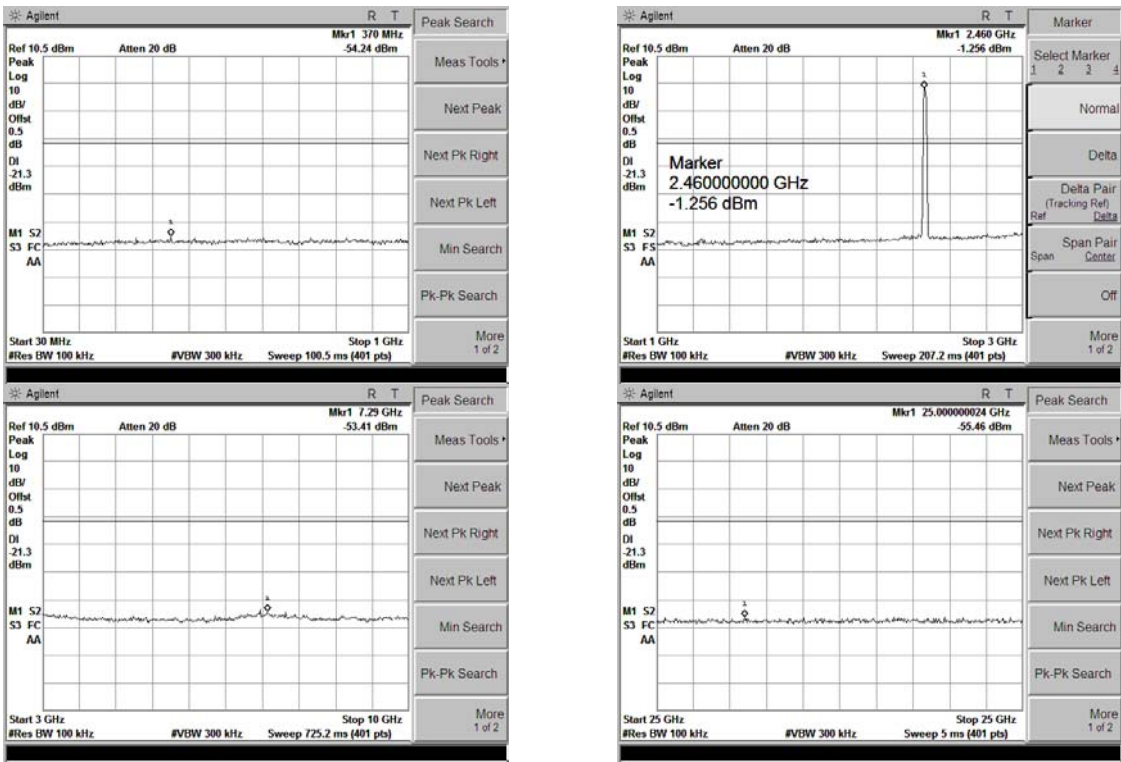 Agilent R T Peak Search
Mkr1 370 MHz
Ref 10.5 dBm Atten 20 dB -54.24 dBm
Peak
Log
10
dB/
Offst
0.5
dB
DI
-21.3
dBm
M1 S2
S3 FC
AA
1
Start 30 MHz Stop 1 GHz
#Res BW 100 kHz #VBW 300 kHz Sweep 100.5 ms (401 pts)
Meas Tools
Next Peak
Next Pk Right
Next Pk Left
Min Search
Pk-Pk Search
More
1 of 2
Agilent R T Marker
Mkr1 2.460 GHz
Ref 10.5 dBm Atten 20 dB -1.256 dBm
Peak
Log
10
dB/
Offst
0.5
dB
DI
-21.3
dBm
M1 S2
S3 FS
AA
1
Marker
2.460000000 GHz
-1.256 dBm
Start 1 GHz Stop 3 GHz
#Res BW 100 kHz #VBW 300 kHz Sweep 207.2 ms (401 pts)
Select Marker
1 2 3 4
Normal
Delta
Delta Pair
(Tracking Ref)
Ref Delta
Span Pair
Span Center
Off
More
1 of 2
Agilent R T Peak Search
Mkr1 7.29 GHz
Ref 10.5 dBm Atten 20 dB -53.41 dBm
Peak
Log
10
dB/
Offst
0.5
dB
DI
-21.3
dBm
M1 S2
S3 FC
AA
1
Start 3 GHz Stop 10 GHz
#Res BW 100 kHz #VBW 300 kHz Sweep 725.2 ms (401 pts)
Meas Tools
Next Peak
Next Pk Right
Next Pk Left
Min Search
Pk-Pk Search
More
1 of 2
Agilent R T Peak Search
Mkr1 25.000000024 GHz
Ref 10.5 dBm Atten 20 dB -55.46 dBm
Peak
Log
10
dB/
Offst
0.5
dB
DI
-21.3
dBm
M1 S2
S3 FC
AA
1
Start 25 GHz Stop 25 GHz
#Res BW 100 kHz #VBW 300 kHz Sweep 5 ms (401 pts)
Meas Tools
Next Peak
Next Pk Right
Next Pk Left
Min Search
Pk-Pk Search
More
1 of 2